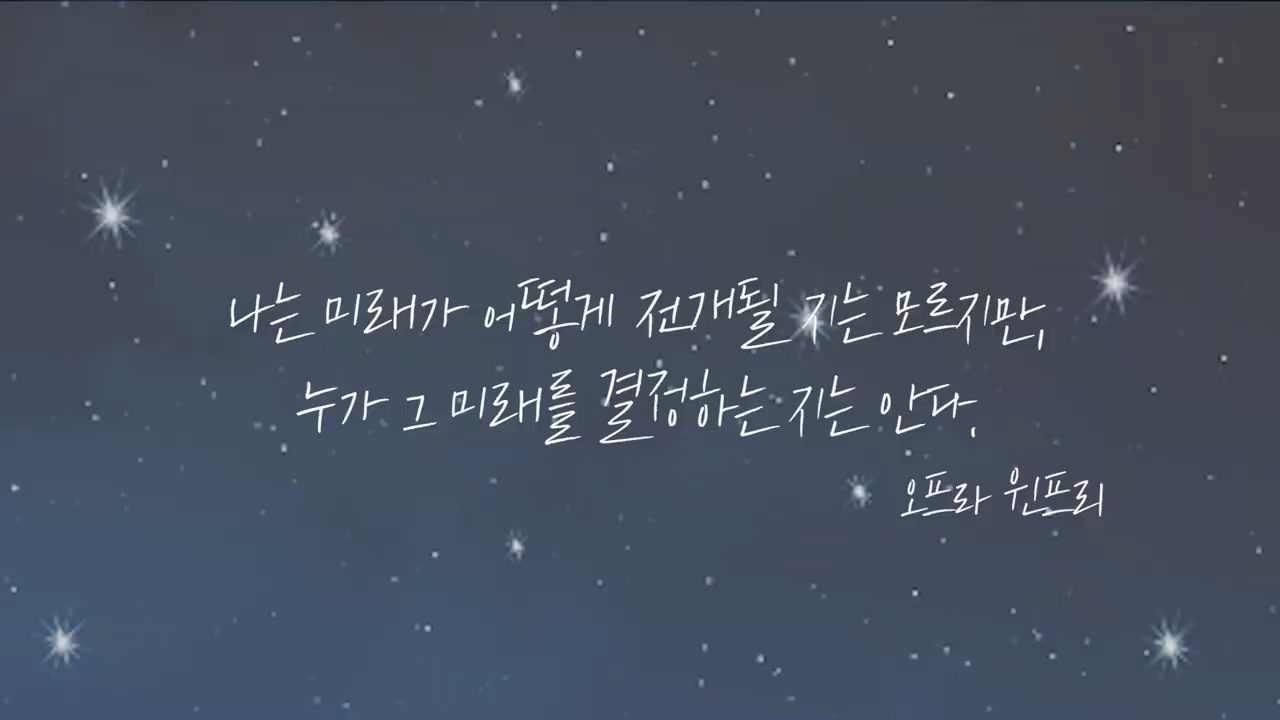 나는 미래가 어떻게 전개될 지는 모르지만,
누가 그 미래를 결정하는 지는 안다.
오프라 윈프리